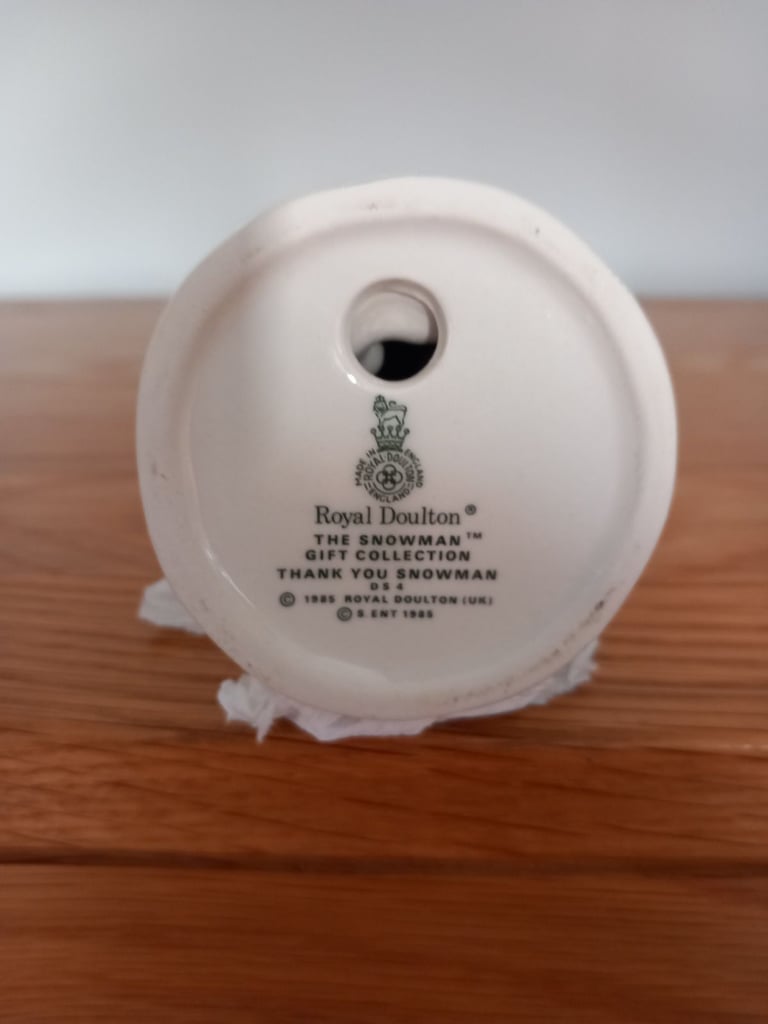 MADE IN ENGLAND
ROYAL DOULTON
ENGLAND
Royal Doulton®
THE SNOWMAN™
GIFT COLLECTION
THANK YOU SNOWMAN
DS 4
© 1985 ROYAL DOULTON (UK)
© S. ENT 1985